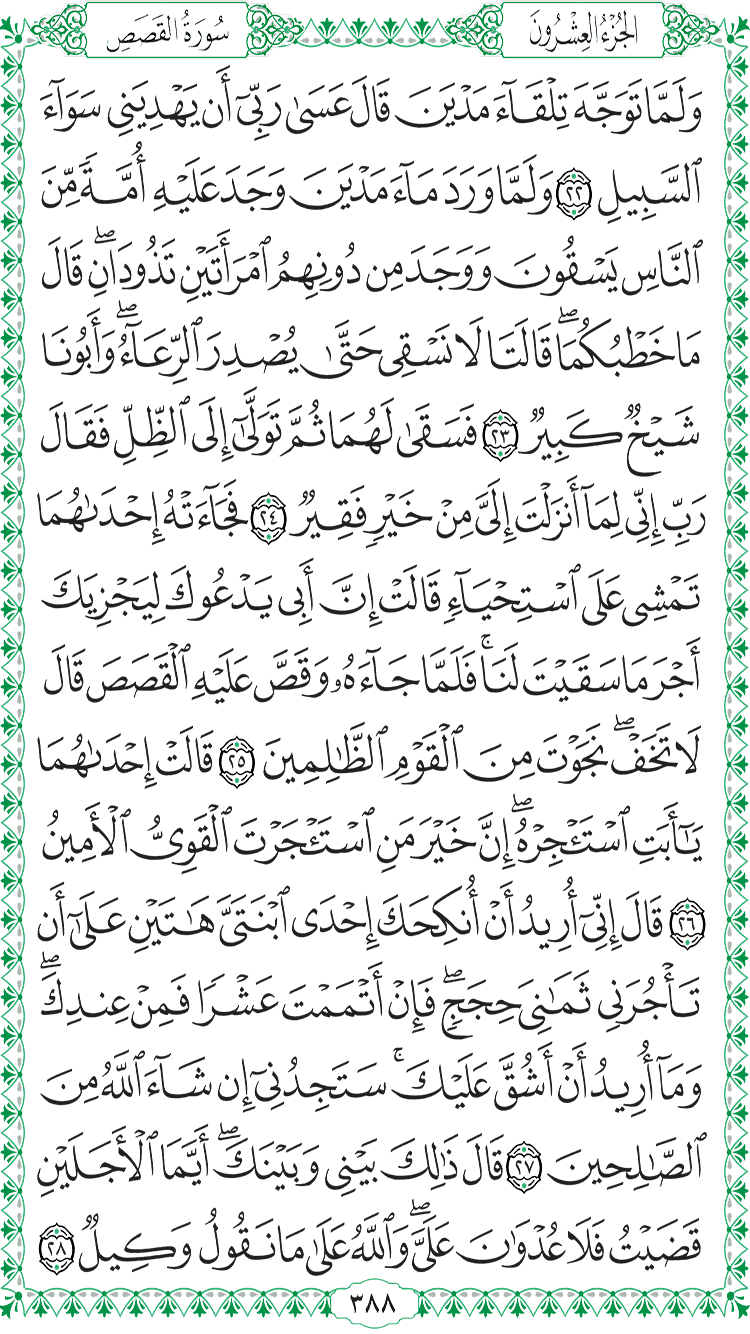 الجُزْءُ العِشْرُونَ
سُورَةُ القَصَصِ
وَلَمَّا تَوَجَّهَ تِلْقَآءَ مَدْيَنَ قَالَ عَسَىٰ رَبِّىٓ أَن يَهْدِيَنِى سَوَآءَ
ٱلسَّبِيلِ ٢٢ وَلَمَّا وَرَدَ مَآءَ مَدْيَنَ وَجَدَ عَلَيْهِ أُمَّةً مِّنَ
ٱلنَّاسِ يَسْقُونَ وَوَجَدَ مِن دُونِهِمُ ٱمْرَأَتَيْنِ تَذُودَانِۖ قَالَ
مَا خَطْبُكُمَاۖ قَالَتَا لَا نَسْقِى حَتَّىٰ يُصْدِرَ ٱلرِّعَآءُۖ وَأَبُونَا
شَيْخٌ كَبِيرٌ ٢٣ فَسَقَىٰ لَهُمَا ثُمَّ تَوَلَّىٰٓ إِلَى ٱلظِّلِّ فَقَالَ
رَبِّ إِنِّى لِمَآ أَنزَلْتَ إِلَىَّ مِنْ خَيْرٍ فَقِيرٌ ٢٤ فَجَآءَتْهُ إِحْدَىٰهُمَا
تَمْشِى عَلَى ٱسْتِحْيَآءٍ قَالَتْ إِنَّ أَبِى يَدْعُوكَ لِيَجْزِيَكَ
أَجْرَ مَا سَقَيْتَ لَنَاۚ فَلَمَّا جَآءَهُۥ وَقَصَّ عَلَيْهِ ٱلْقَصَصَ قَالَ
لَا تَخَفْۖ نَجَوْتَ مِنَ ٱلْقَوْمِ ٱلظَّٰلِمِينَ ٢٥ قَالَتْ إِحْدَىٰهُمَا
يَٰٓأَبَتِ ٱسْتَـْٔجِرْهُۖ إِنَّ خَيْرَ مَنِ ٱسْتَـْٔجَرْتَ ٱلْقَوِىُّ ٱلْأَمِينُ
٢٦ قَالَ إِنِّىٓ أُرِيدُ أَنْ أُنكِحَكَ إِحْدَى ٱبْنَتَىَّ هَٰتَيْنِ عَلَىٰٓ أَن
تَأْجُرَنِى ثَمَٰنِىَ حِجَجٍۖ فَإِنْ أَتْمَمْتَ عَشْرًا فَمِنْ عِندِكَۖ
وَمَآ أُرِيدُ أَنْ أَشُقَّ عَلَيْكَۚ سَتَجِدُنِىٓ إِن شَآءَ ٱللَّهُ مِنَ
ٱلصَّٰلِحِينَ ٢٧ قَالَ ذَٰلِكَ بَيْنِى وَبَيْنَكَۖ أَيَّمَا ٱلْأَجَلَيْنِ
قَضَيْتُ فَلَا عُدْوَٰنَ عَلَىَّۖ وَٱللَّهُ عَلَىٰ مَا نَقُولُ وَكِيلٌ ٢٨
٣٨٨